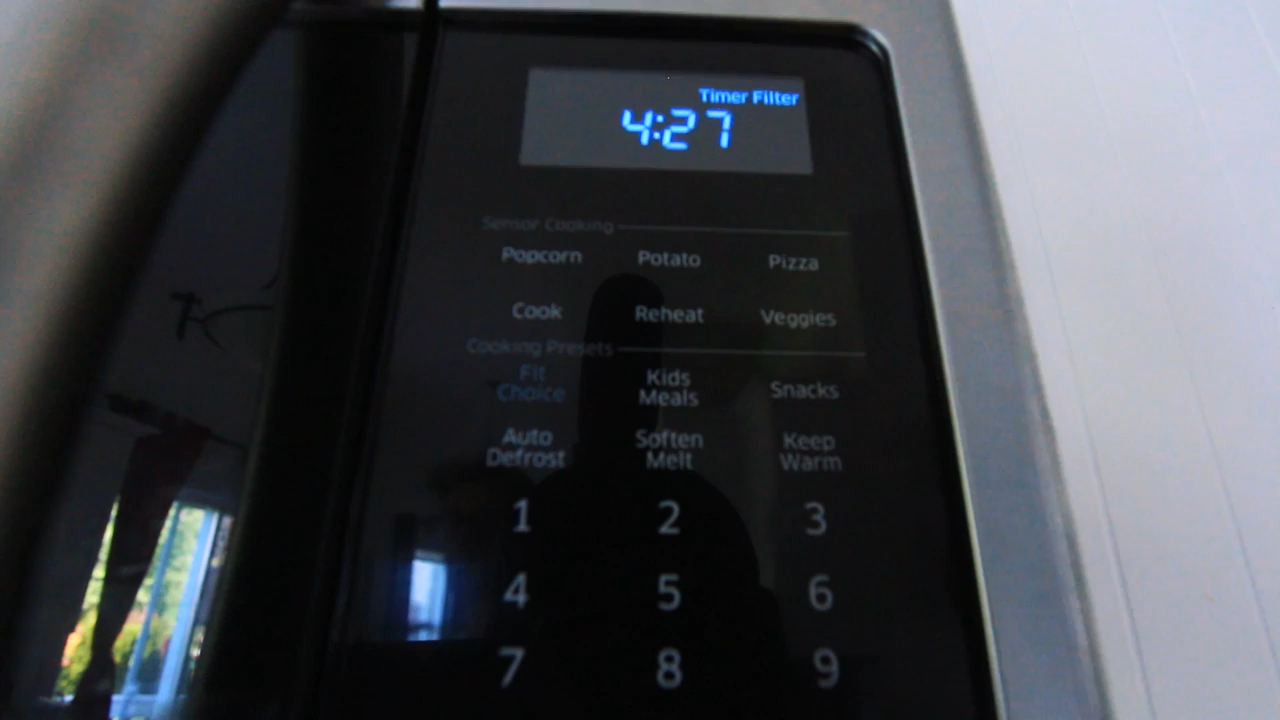 Timer Filter
4:27
Sensor Cooking
Popcorn Potato Pizza
Cook Reheat Veggies
Cooking Presets
Fit Choice
Kids Meals
Snacks
Auto Defrost
Soften Melt
Keep Warm
1 2 3
4 5 6
7 8 9